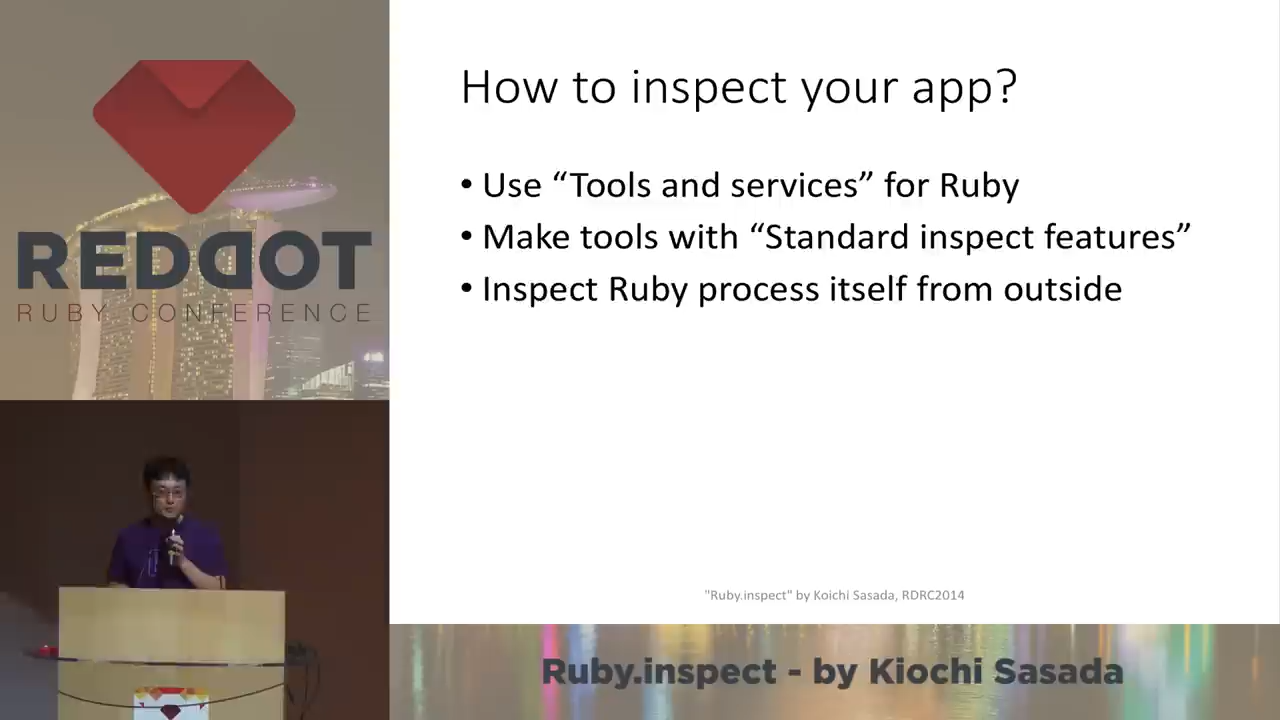 REDDOT
RUBY CONFERENCE
How to inspect your app?
• Use “Tools and services” for Ruby
• Make tools with “Standard inspect features”
• Inspect Ruby process itself from outside
"Ruby.inspect" by Koichi Sasada, RDRC2014
Ruby.inspect - by Kiochi Sasada